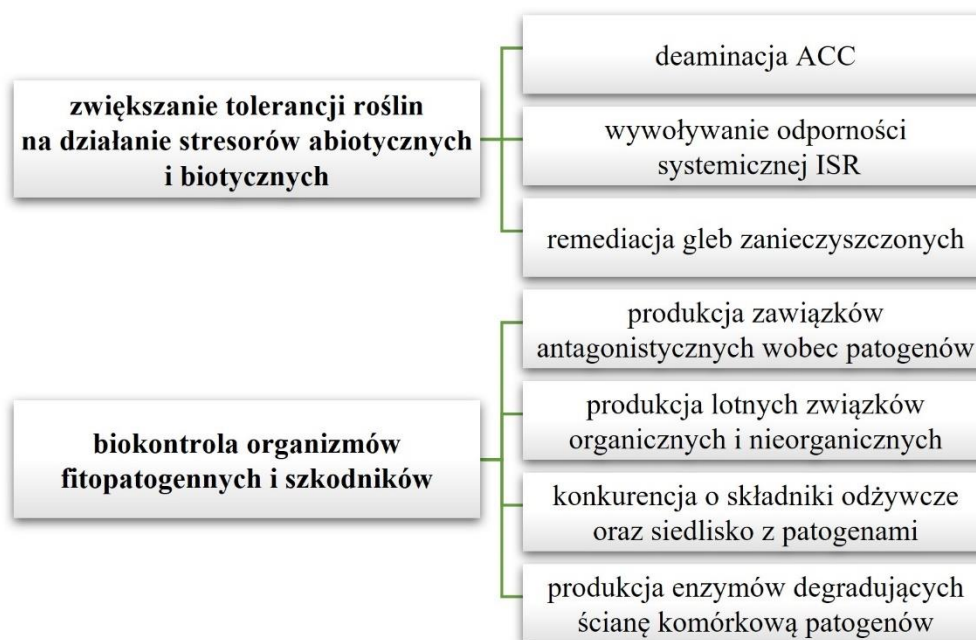 zwiększanie tolerancji roślin
na działanie stresorów abiotycznych
i biotycznych
deaminacja ACC
wywoływanie odporności
systemicznej ISR
remediacja gleb zanieczyszczonych
biokontrola organizmów
fitopatogennych i szkodników
produkcja zawiązków
antagonistycznych wobec patogenów
produkcja lotnych związków
organicznych i nieorganicznych
konkurencja o składniki odżywcze
oraz siedlisko z patogenami
produkcja enzymów degradujących
ścianę komórkową patogenów